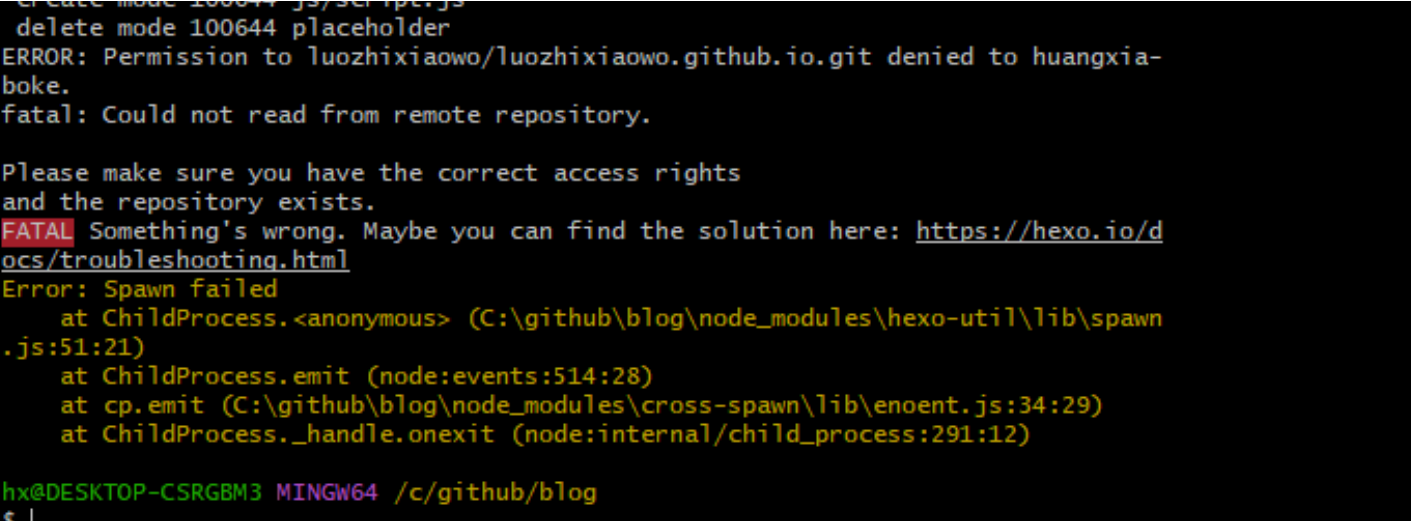 create mode 100644 js/script.js
delete mode 100644 placeholder
ERROR: Permission to luozhixiaowo/luozhixiaowo.github.io.git denied to huangxia-
boke.
fatal: Could not read from remote repository.
Please make sure you have the correct access rights
and the repository exists.
FATAL Something's wrong. Maybe you can find the solution here: https://hexo.io/d
ocs/troubleshooting.html
Error: Spawn failed
at ChildProcess.<anonymous> (C:\github\blog\node_modules\hexo-util\lib\spawn
.js:51:21)
at ChildProcess.emit (node:events:514:28)
at cp.emit (C:\github\blog\node_modules\cross-spawn\lib\enoent.js:34:29)
at ChildProcess._handle.onexit (node:internal/child_process:291:12)
hx@DESKTOP-CSRGBM3 MINGW64 /c/github/blog
$